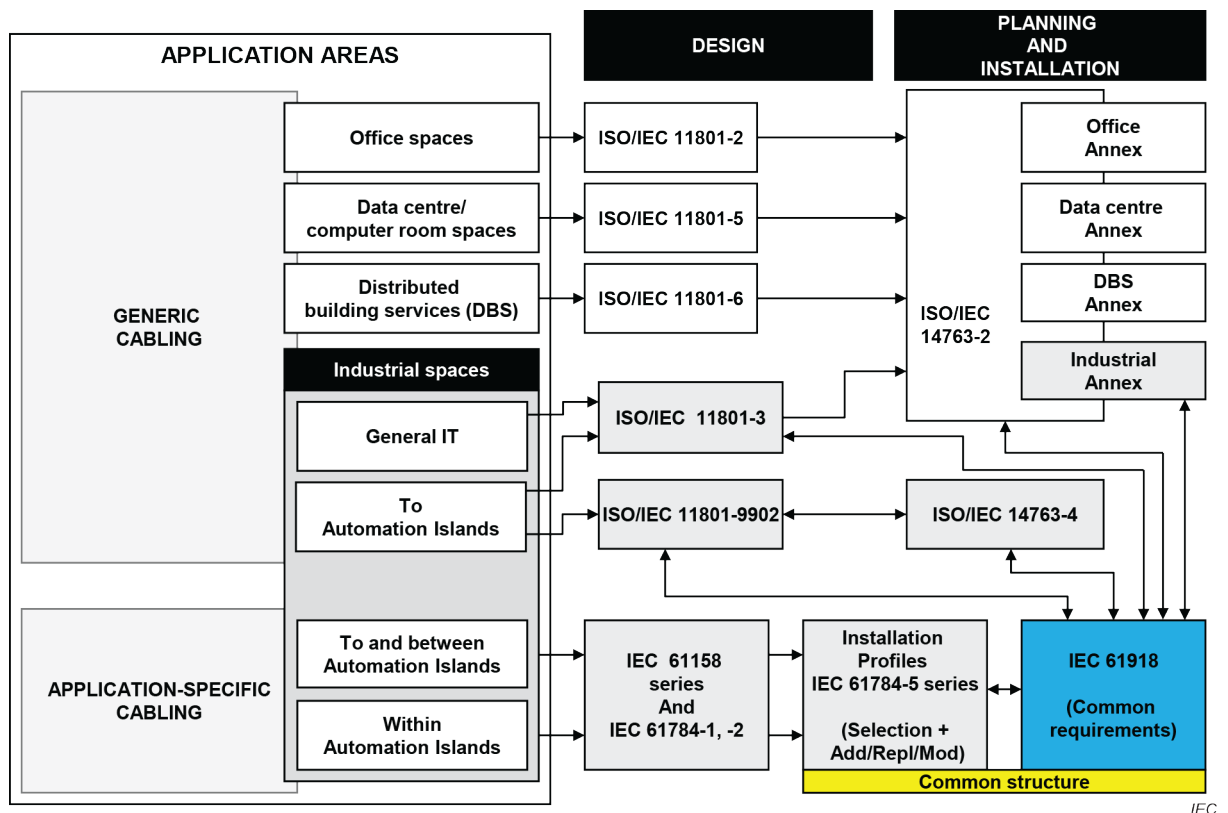 APPLICATION AREAS
DESIGN
PLANNING
AND
INSTALLATION
GENERIC
CABLING
Office spaces
ISO/IEC 11801-2
Office
Annex
Data centre/
computer room spaces
ISO/IEC 11801-5
Data centre
Annex
Distributed
building services (DBS)
ISO/IEC 11801-6
DBS
Annex
ISO/IEC
14763-2
Industrial spaces
Industrial
Annex
General IT
ISO/IEC 11801-3
To
Automation Islands
ISO/IEC 11801-9902
ISO/IEC 14763-4
APPLICATION-SPECIFIC
CABLING
To and between
Automation Islands
Within
Automation Islands
IEC 61158
series
And
IEC 61784-1, -2
Installation
Profiles
IEC 61784-5 series
(Selection +
Add/Repl/Mod)
IEC 61918
(Common
requirements)
Common structure
IEC